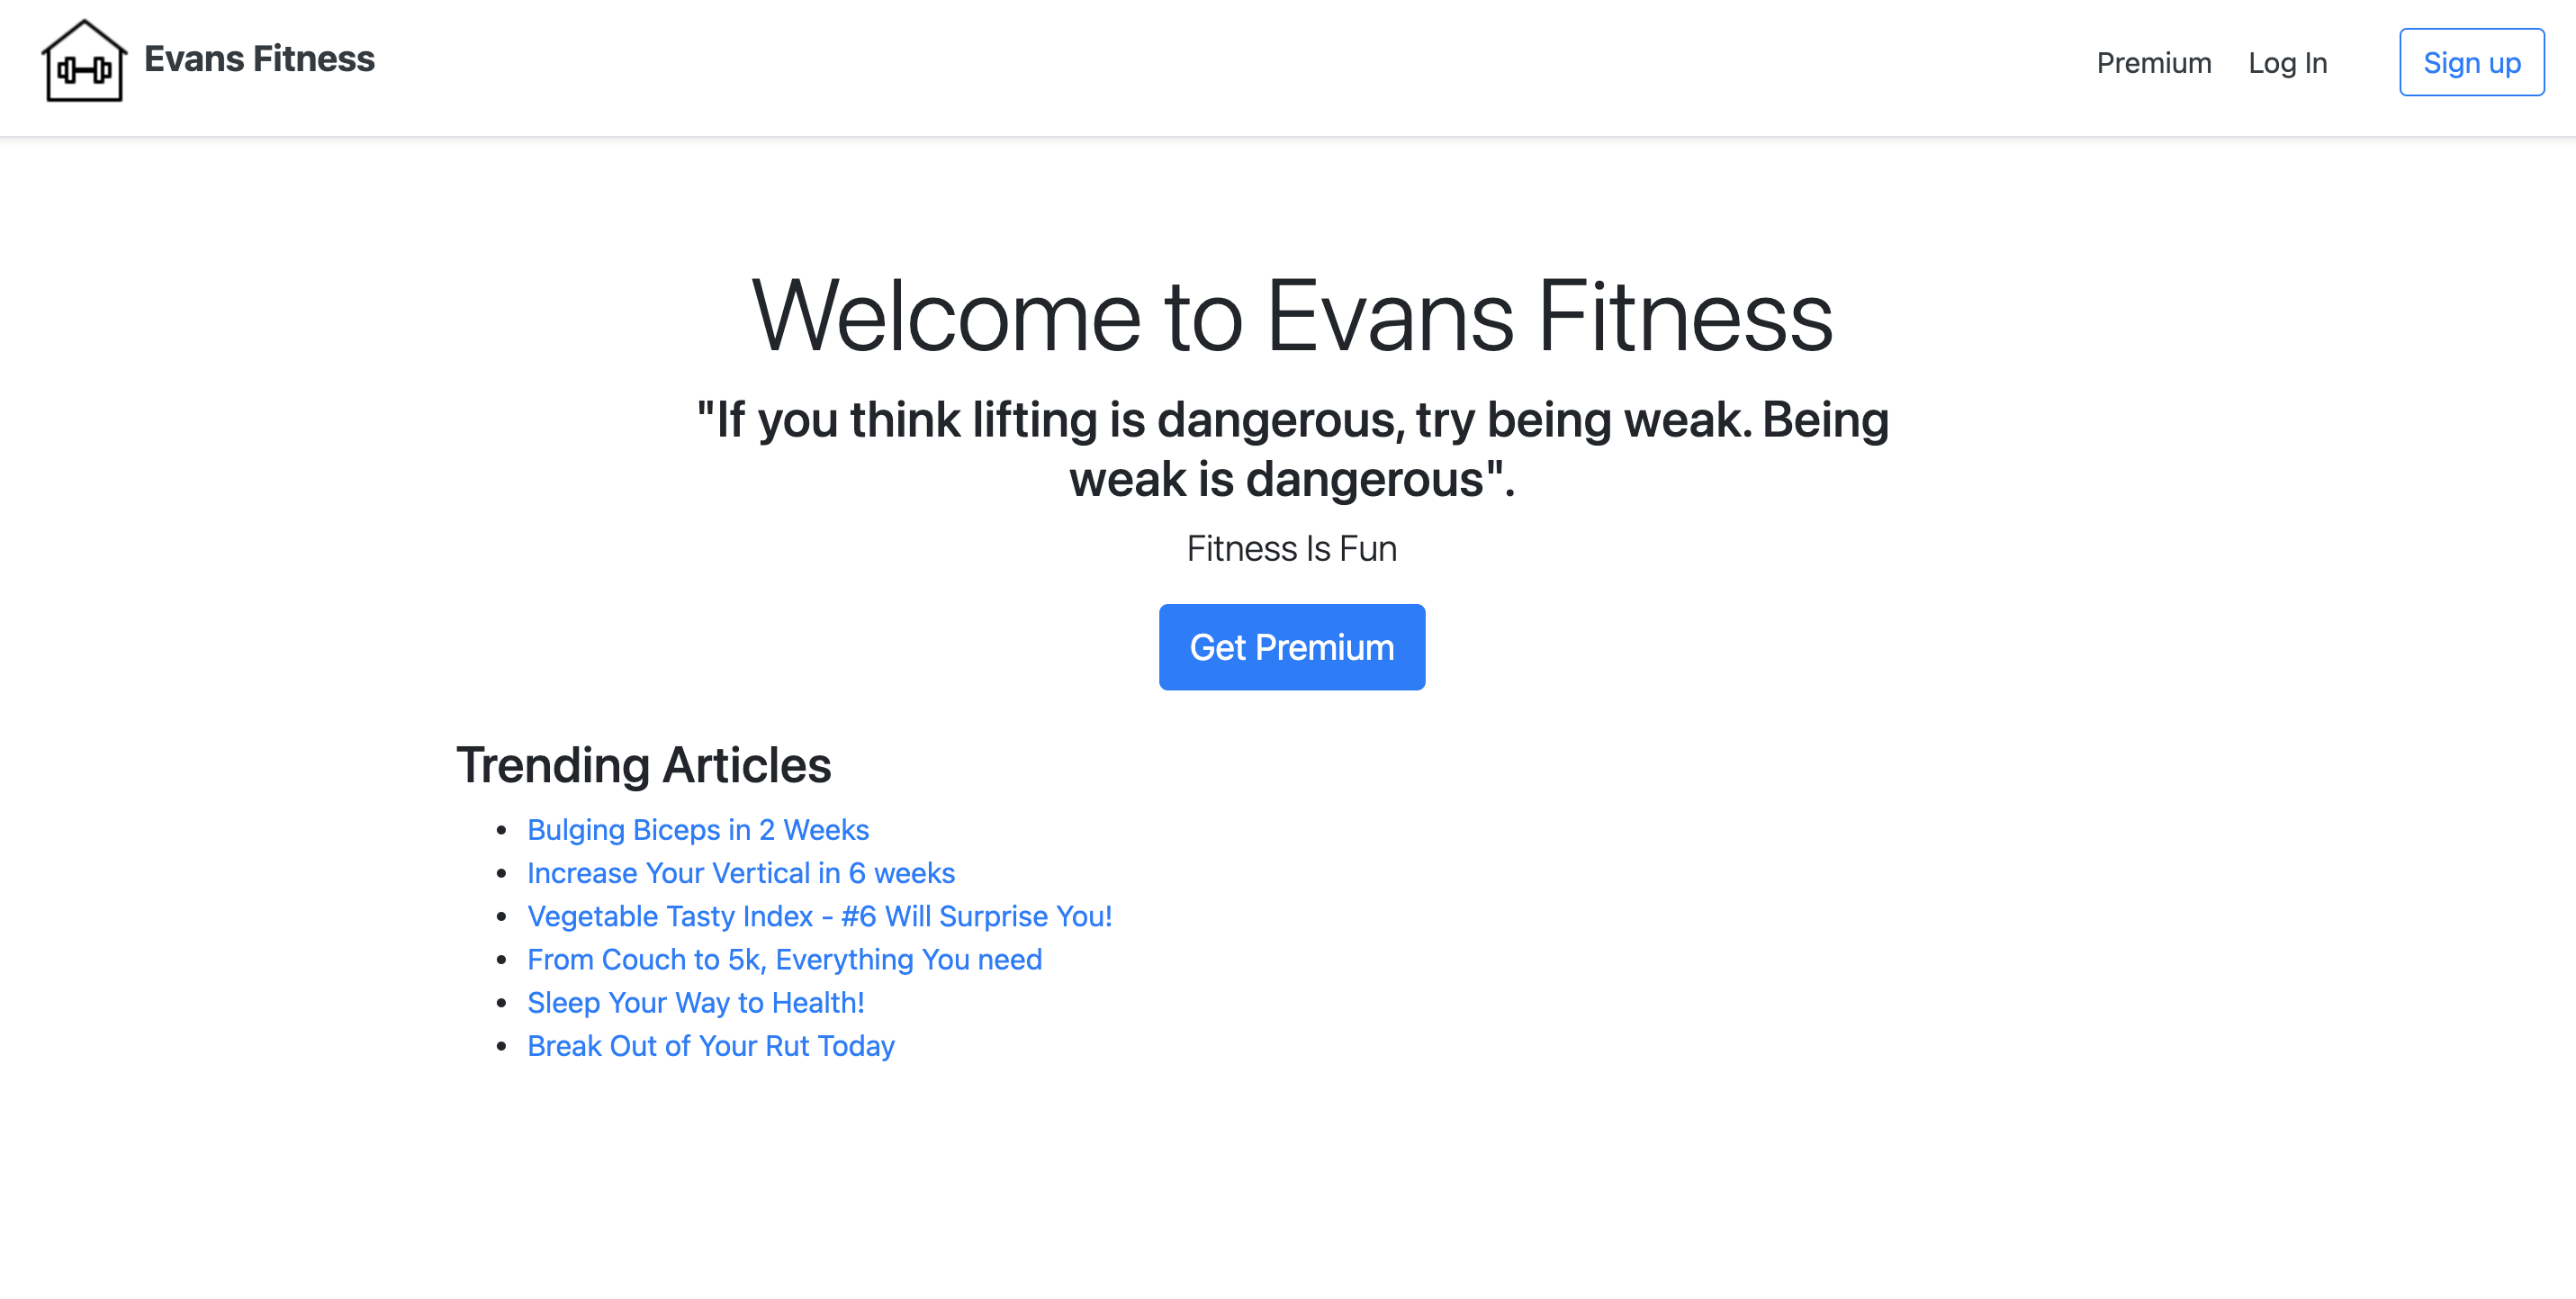 Evans Fitness
Premium
Log In
Sign up
Welcome to Evans Fitness
"If you think lifting is dangerous, try being weak. Being
weak is dangerous".
Fitness Is Fun
Get Premium
Trending Articles
Bulging Biceps in 2 Weeks
Increase Your Vertical in 6 weeks
Vegetable Tasty Index - #6 Will Surprise You!
From Couch to 5k, Everything You need
Sleep Your Way to Health!
Break Out of Your Rut Today